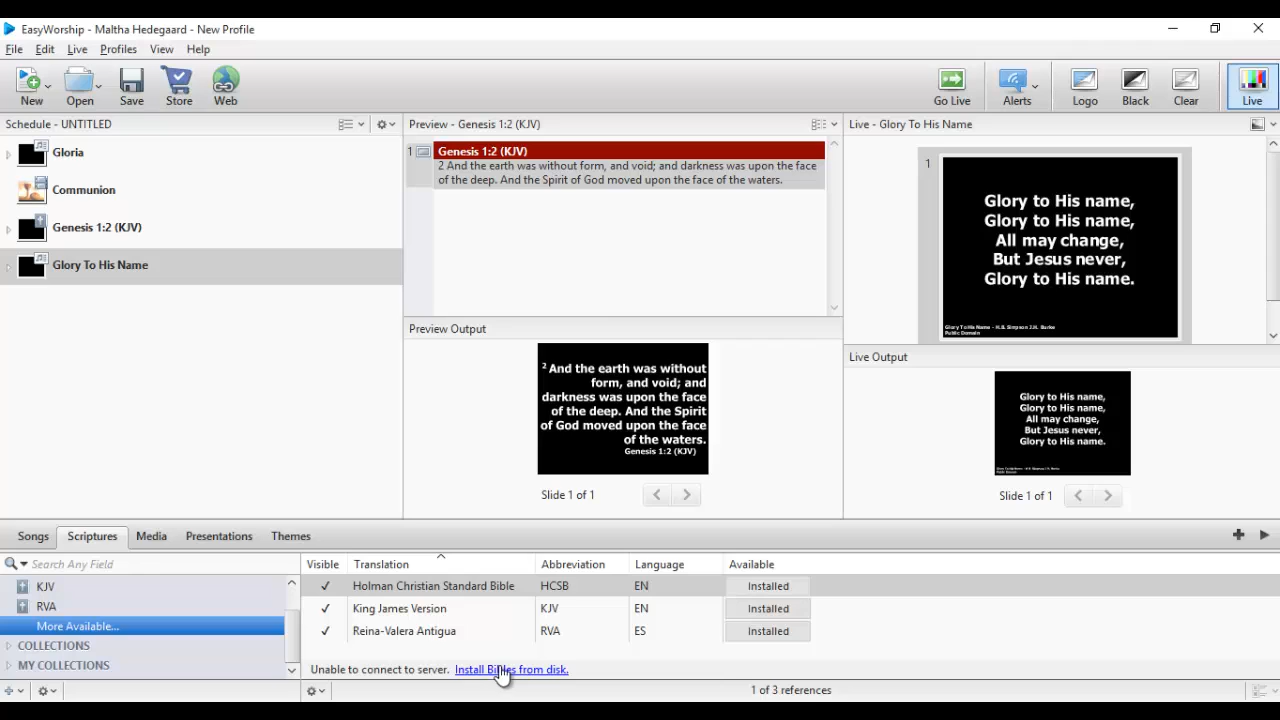 EasyWorship - Maltha Hedegaard - New Profile
File Edit Live Profiles View Help
New Open Save Store Web Go Live Alerts Logo Black Clear Live
Schedule - UNTITLED
Gloria
Communion
Genesis 1:2 (KJV)
Glory To His Name
Preview - Genesis 1:2 (KJV)
1 Genesis 1:2 (KJV)
2 And the earth was without form, and void; and darkness was upon the face
of the deep. And the Spirit of God moved upon the face of the waters.
Preview Output
2 And the earth was without
form, and void; and
darkness was upon the face
of the deep. And the Spirit
of God moved upon the face
of the waters.
Genesis 1:2 (KJV)
Slide 1 of 1
Live - Glory To His Name
1
Glory to His name,
Glory to His name,
All may change,
But Jesus never,
Glory to His name.
Glory To His Name - H.B. Simpson J.H. Burke
Public Domain
Live Output
Glory to His name,
Glory to His name,
All may change,
But Jesus never,
Glory to His name.
Slide 1 of 1
Songs Scriptures Media Presentations Themes
Search Any Field
KJV
RVA
More Available...
COLLECTIONS
MY COLLECTIONS
Visible Translation Abbreviation Language Available
✓ Holman Christian Standard Bible HCSB EN Installed
✓ King James Version KJV EN Installed
✓ Reina-Valera Antigua RVA ES Installed
Unable to connect to server. Install Bibles from disk.
1 of 3 references